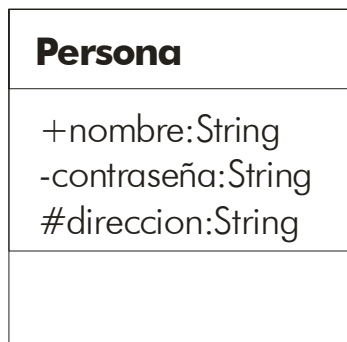 Persona
+nombre:String
-contraseña:String
#direccion:String